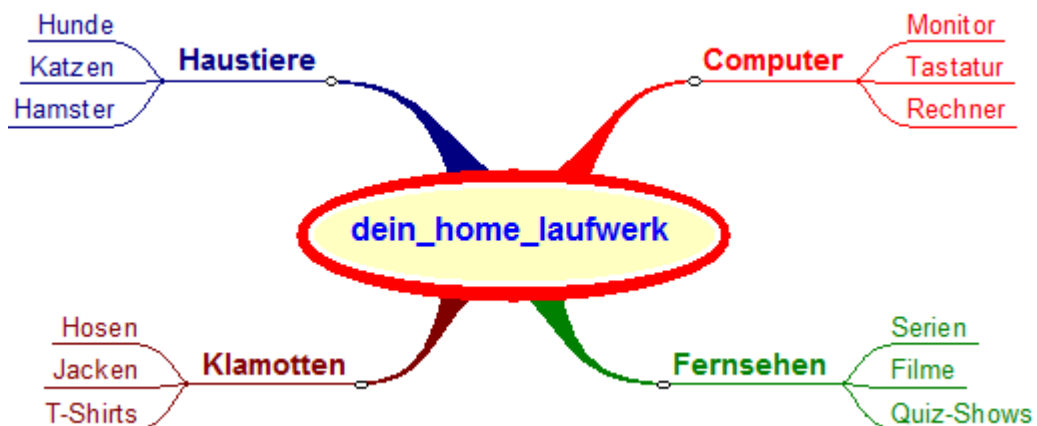 Hunde
Katzen
Hamster
Haustiere
Computer
Monitor
Tastatur
Rechner
dein_home_laufwerk
Hosen
Jacken
T-Shirts
Klamotten
Fernsehen
Serien
Filme
Quiz-Shows